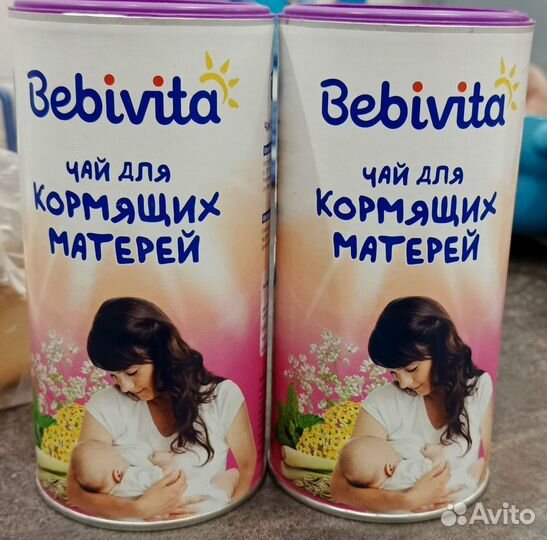 Bebivita
ЧАЙ ДЛЯ
КОРМЯЩИХ
МАТЕРЕЙ
Bebivita
ЧАЙ ДЛЯ
КОРМЯЩИХ
МАТЕРЕЙ
Avito